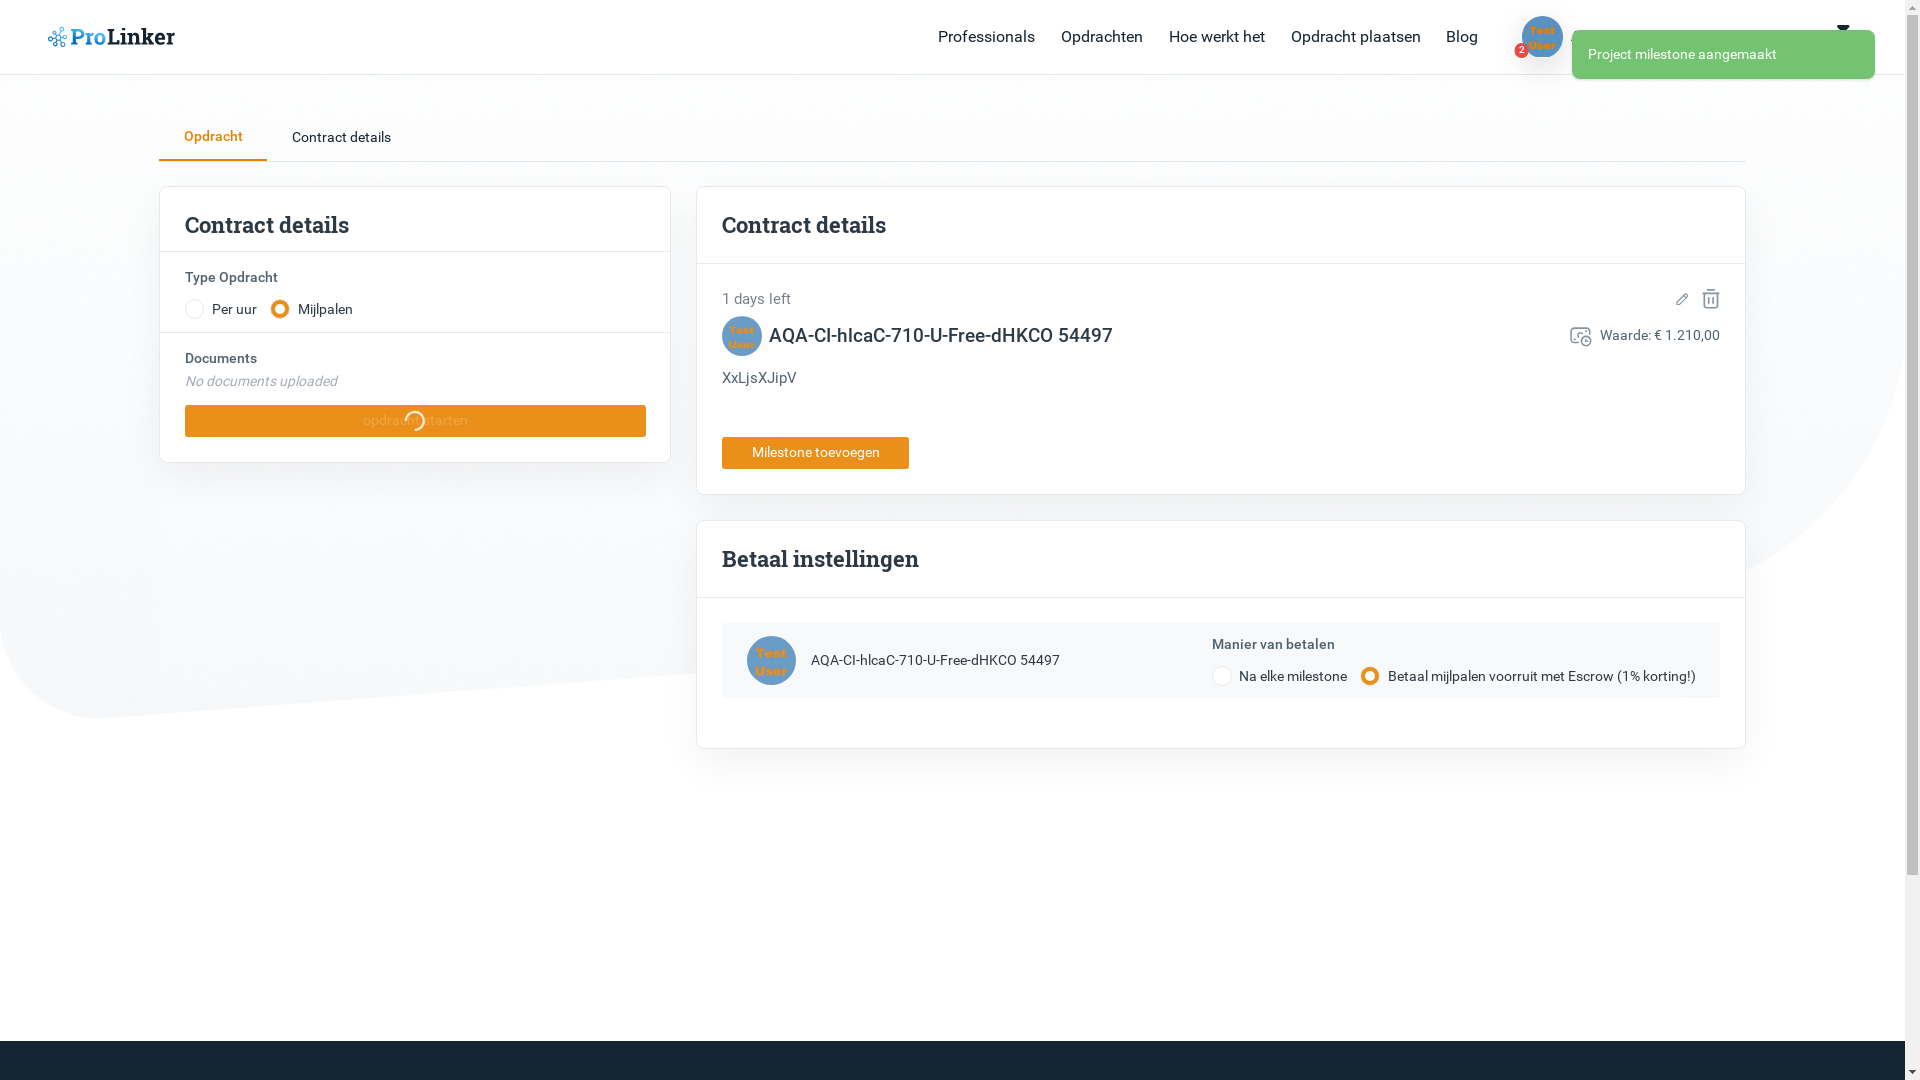 ProLinker
Professionals
Opdrachten
Hoe werkt het
Opdracht plaatsen
Blog
Test User
2
Project milestone aangemaakt
Opdracht
Contract details
Contract details
Type Opdracht
Per uur
Mijlpalen
Documents
No documents uploaded
opdracht starten
Contract details
1 days left
Test User
AQA-CI-hlcaC-710-U-Free-dHKCO 54497
Waarde: € 1.210,00
XxLjsXJipV
Milestone toevoegen
Betaal instellingen
Test User
AQA-CI-hlcaC-710-U-Free-dHKCO 54497
Manier van betalen
Na elke milestone
Betaal mijlpalen voorruit met Escrow (1% korting!)